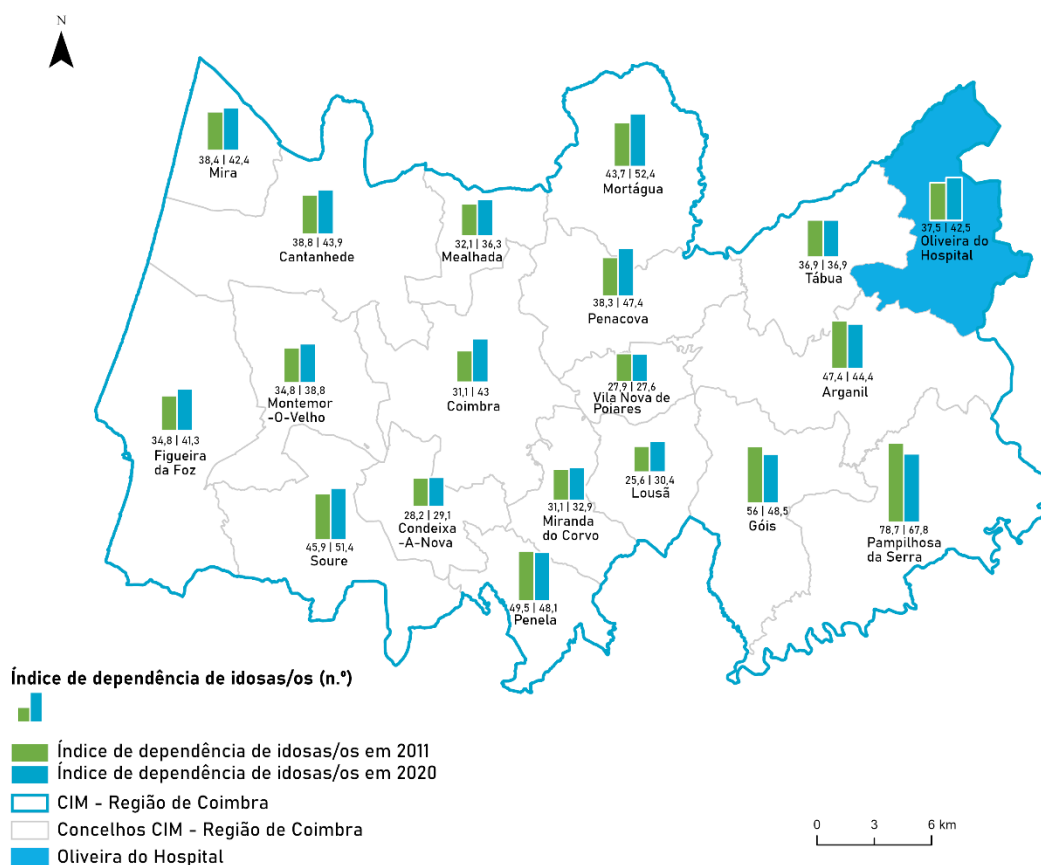 N
38,4 | 42,4
Mira
38,8 | 43,9
Cantanhede
32,1 | 36,3
Mealhada
43,7 | 52,4
Mortágua
38,3 | 47,4
Penacova
36,9 | 36,9
Tábua
37,5 | 42,5
Oliveira do
Hospital
47,4 | 44,4
Arganil
34,8 | 38,8
Montemor
-O-Velho
31,1 | 43
Coimbra
27,9 | 27,6
Vila Nova de
Poiares
34,8 | 41,3
Figueira
da Foz
45,9 | 51,4
Soure
28,2 | 29,1
Condeixa
-A-Nova
31,1 | 32,9
Miranda
do Corvo
25,6 | 30,4
Lousã
56 | 48,5
Góis
78,7 | 67,8
Pampilhosa
da Serra
49,5 | 48,1
Penela
Índice de dependência de idosas/os (n.º)
Índice de dependência de idosas/os em 2011
Índice de dependência de idosas/os em 2020
CIM - Região de Coimbra
Concelhos CIM - Região de Coimbra
Oliveira do Hospital
0 3 6 km